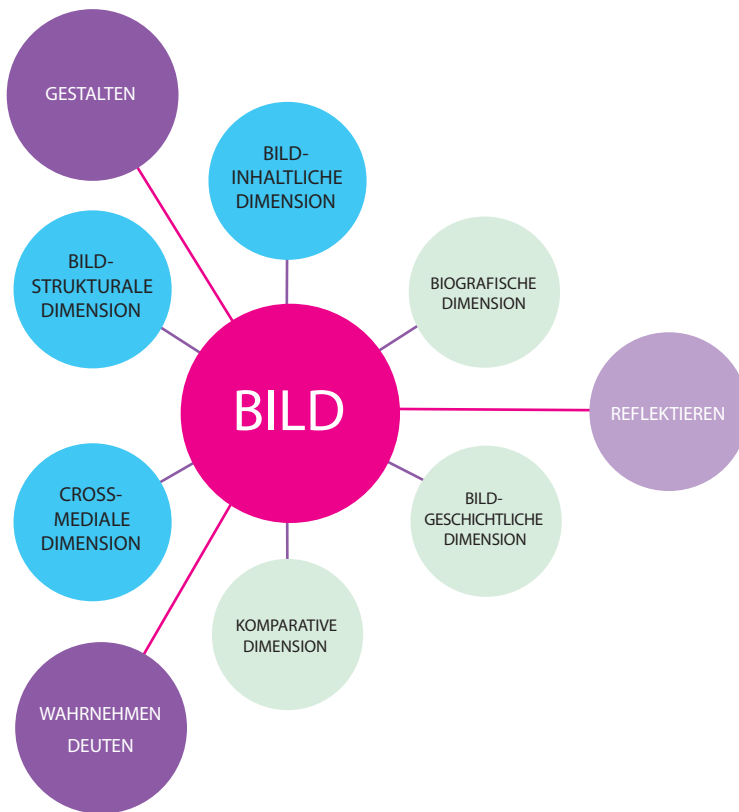 GESTALTEN
BILD-
INHALTLICHE
DIMENSION
BILD-
STRUKTURALE
DIMENSION
BIOGRAFISCHE
DIMENSION
BILD
REFLEKTIEREN
CROSS-
MEDIALE
DIMENSION
BILD-
GESCHICHTLICHE
DIMENSION
KOMPARATIVE
DIMENSION
WAHRNEHMEN
DEUTEN